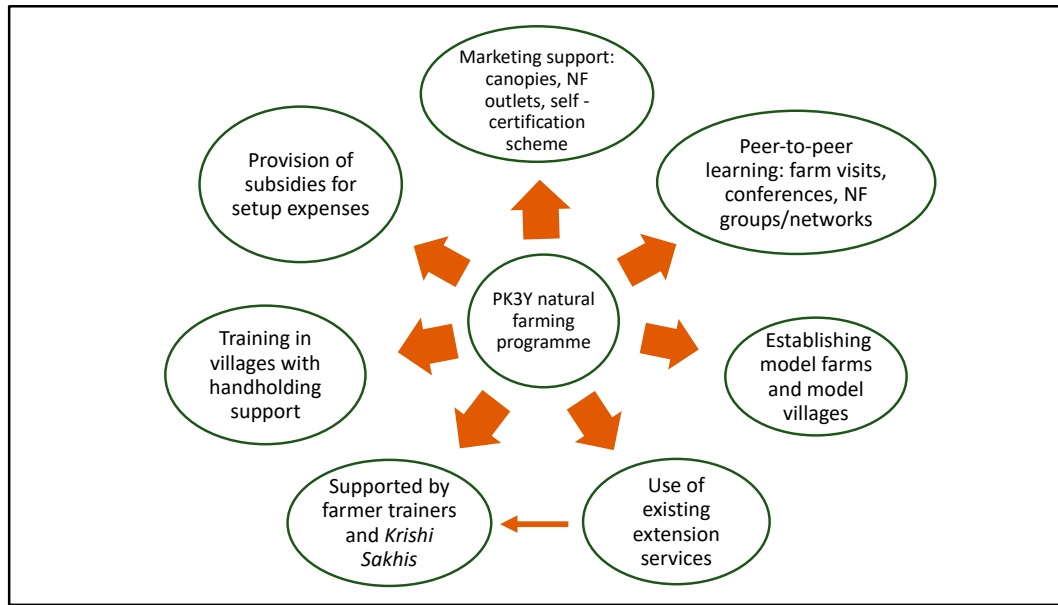 Marketing support:
canopies, NF
outlets, self -
certification
scheme
Peer-to-peer
learning: farm visits,
conferences, NF
groups/networks
Establishing
model farms
and model
villages
Use of
existing
extension
services
Supported by
farmer trainers
and Krishi
Sakhis
Training in
villages with
handholding
support
Provision of
subsidies for
setup expenses
PK3Y natural
farming
programme